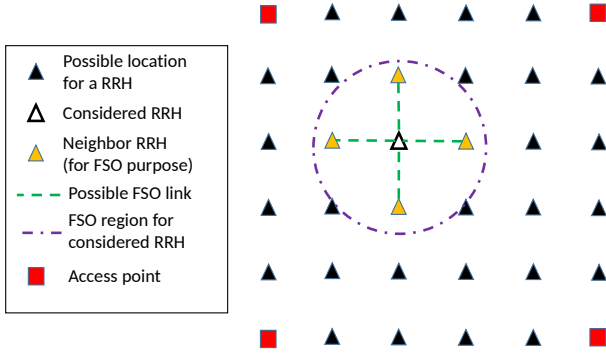 Possible location
for a RRH
Considered RRH
Neighbor RRH
(for FSO purpose)
Possible FSO link
FSO region for
considered RRH
Access point